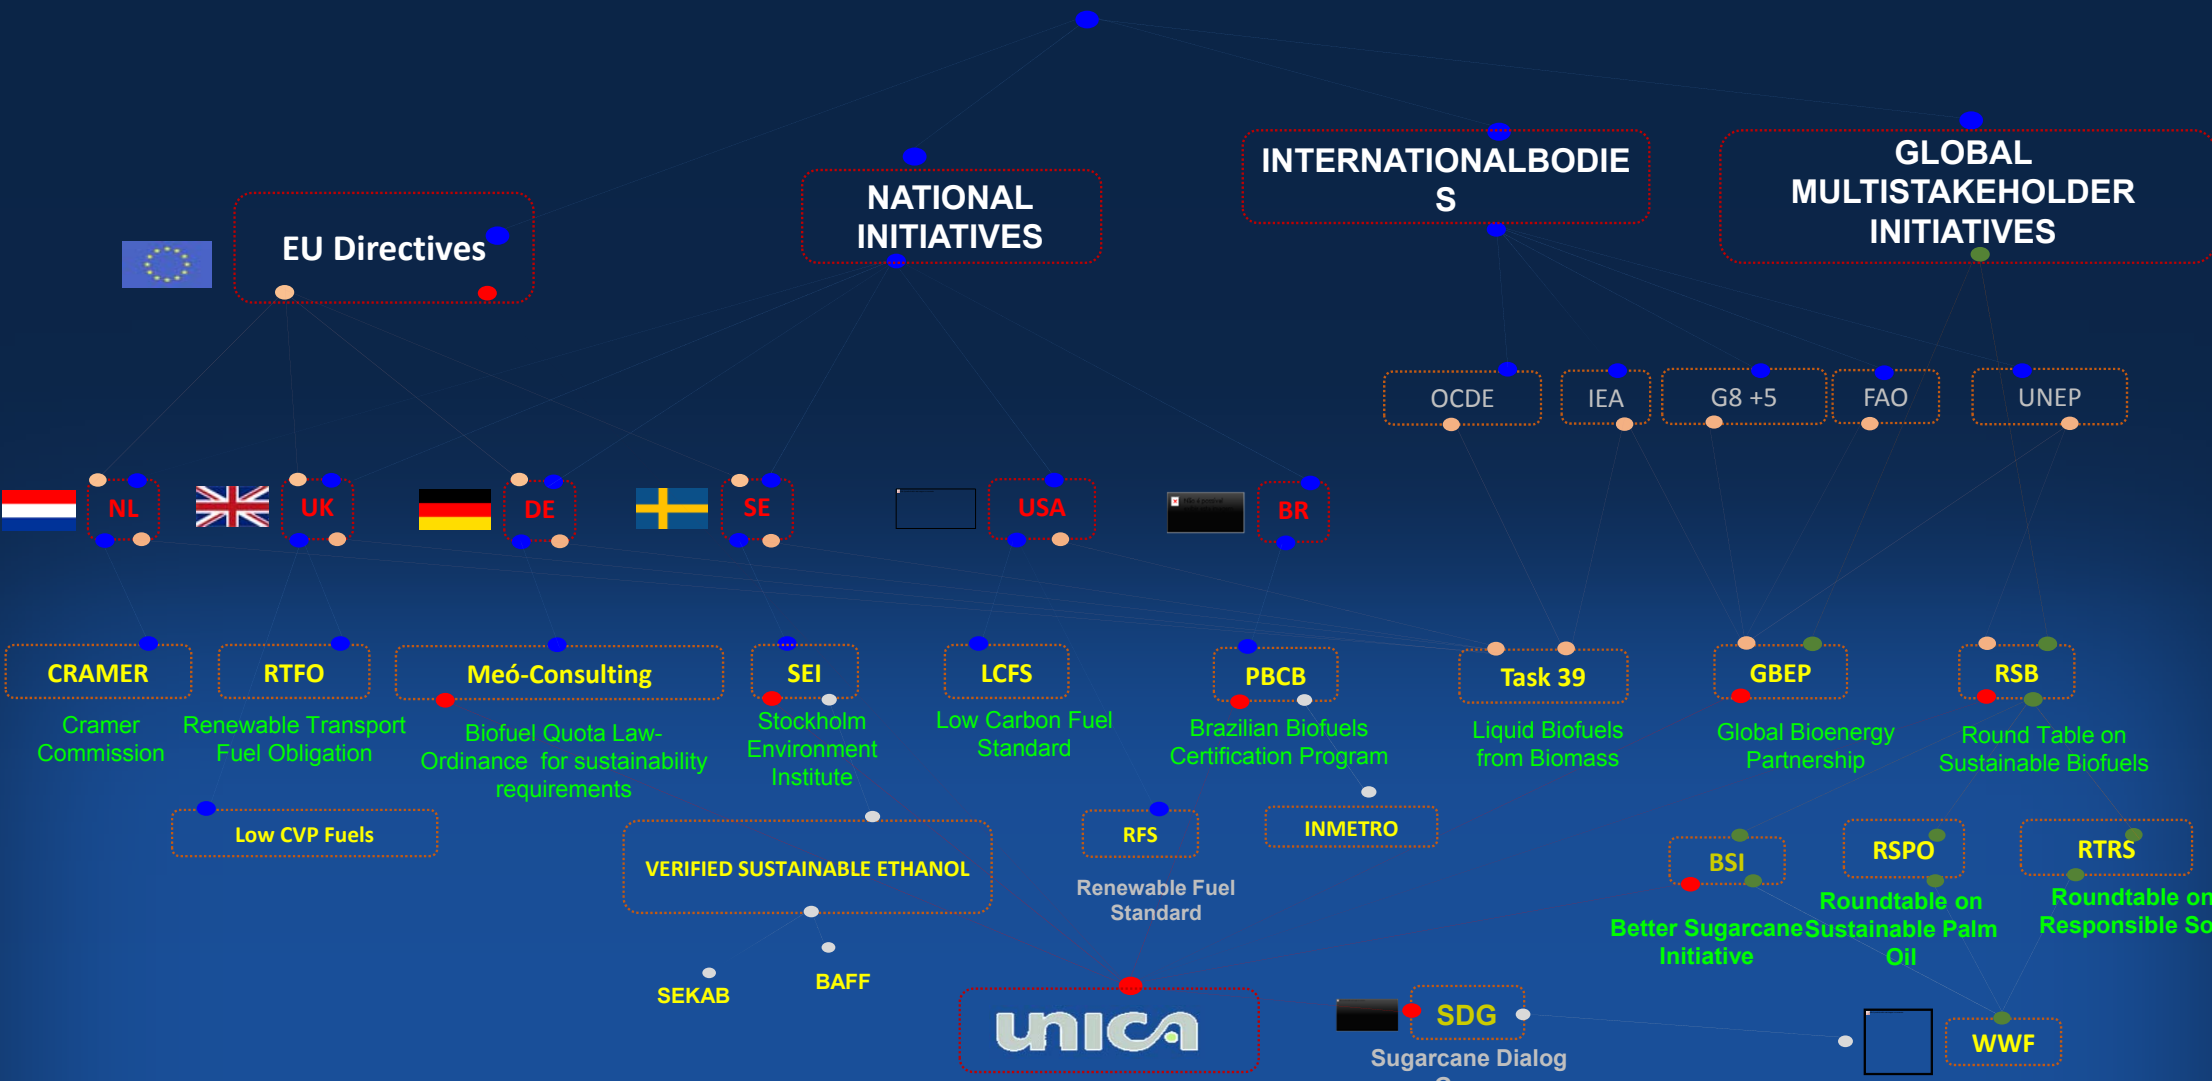 EU Directives
NATIONAL
INITIATIVES
INTERNATIONALBODIE
S
GLOBAL
MULTISTAKEHOLDER
INITIATIVES
OCDE
IEA
G8 +5
FAO
UNEP
NL
UK
DE
SE
USA
BR
CRAMER
Cramer
Commission
RTFO
Renewable Transport
Fuel Obligation
Meó-Consulting
Biofuel Quota Law-
Ordinance for sustainability
requirements
SEI
Stockholm
Environment
Institute
LCFS
Low Carbon Fuel
Standard
PBCB
Brazilian Biofuels
Certification Program
Task 39
Liquid Biofuels
from Biomass
GBEP
Global Bioenergy
Partnership
RSB
Round Table on
Sustainable Biofuels
Low CVP Fuels
VERIFIED SUSTAINABLE ETHANOL
SEKAB
BAFF
RFS
Renewable Fuel
Standard
INMETRO
BSI
Better Sugarcane
Initiative
RSPO
Roundtable on
Sustainable Palm
Oil
RTRS
Roundtable on
Responsible So
unica
SDG
Sugarcane Dialog
WWF